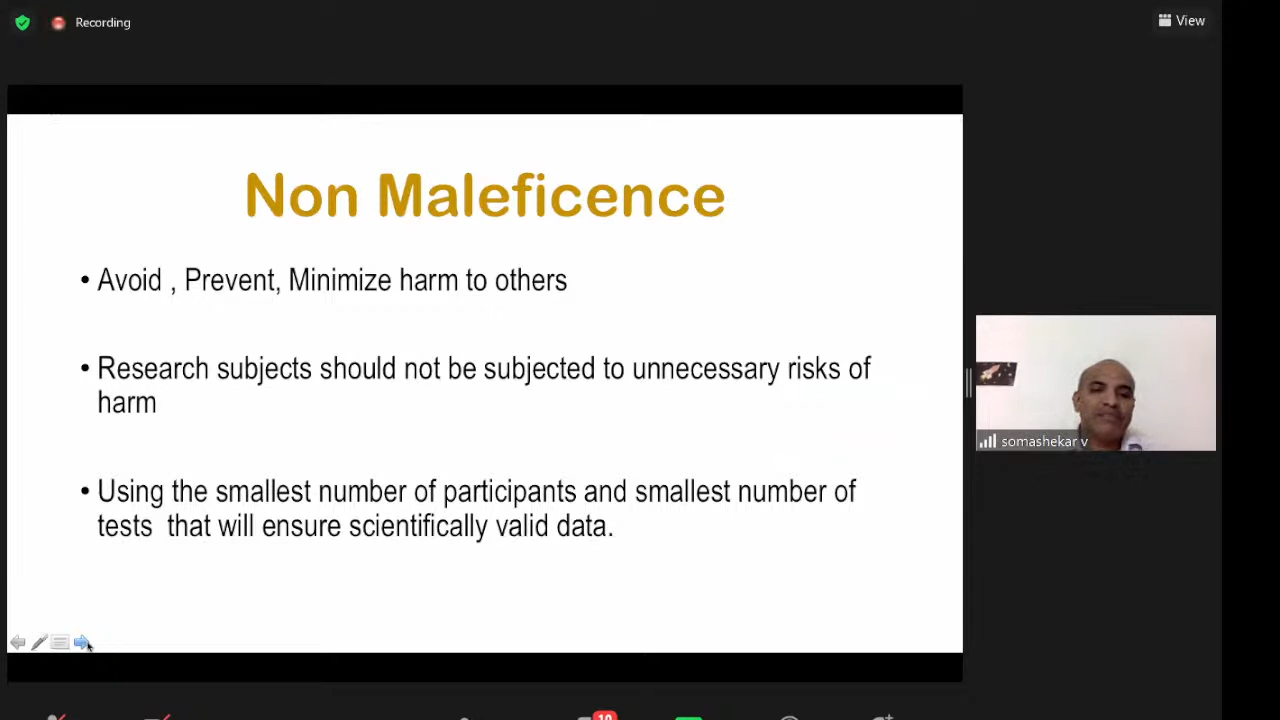 Recording
View
Non Maleficence
• Avoid , Prevent, Minimize harm to others
• Research subjects should not be subjected to unnecessary risks of
harm
• Using the smallest number of participants and smallest number of
tests that will ensure scientifically valid data.
somashekar v
10